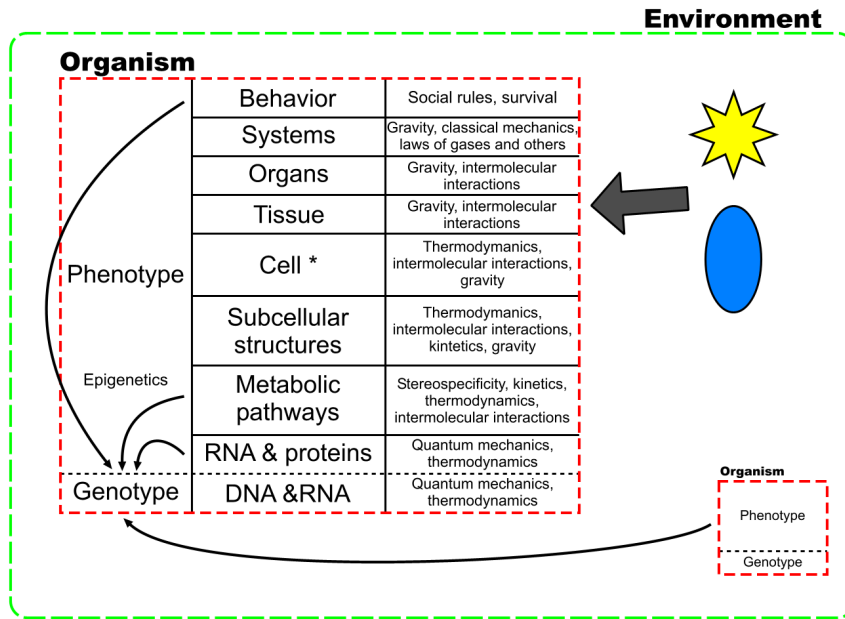 Environment
Organism
Behavior
Social rules, survival
Systems
Gravity, classical mechanics,
laws of gases and others
Organs
Gravity, intermolecular
interactions
Tissue
Gravity, intermolecular
interactions
Phenotype
Cell *
Thermodymanics,
intermolecular interactions,
gravity
Subcellular
structures
Thermodymanics,
intermolecular interactions,
kintetics, gravity
Epigenetics
Metabolic
pathways
Stereospecificity, kinetics,
thermodynamics,
intermolecular interactions
RNA & proteins
Quantum mechanics,
thermodynamics
Genotype
DNA &RNA
Quantum mechanics,
thermodynamics
Organism
Phenotype
Genotype